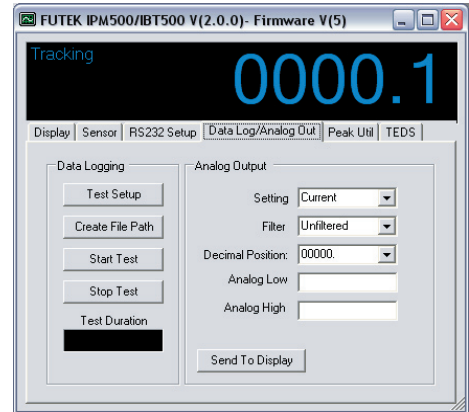 FUTEK IPM500/IBT500 V(2.0.0)- Firmware V(5)
Tracking
0000.1
Display Sensor RS232 Setup Data Log/Analog Out Peak Util TEDS
Data Logging
Test Setup
Create File Path
Start Test
Stop Test
Test Duration
Analog Output
Setting Current
Filter Unfiltered
Decimal Position: 00000.
Analog Low
Analog High
Send To Display